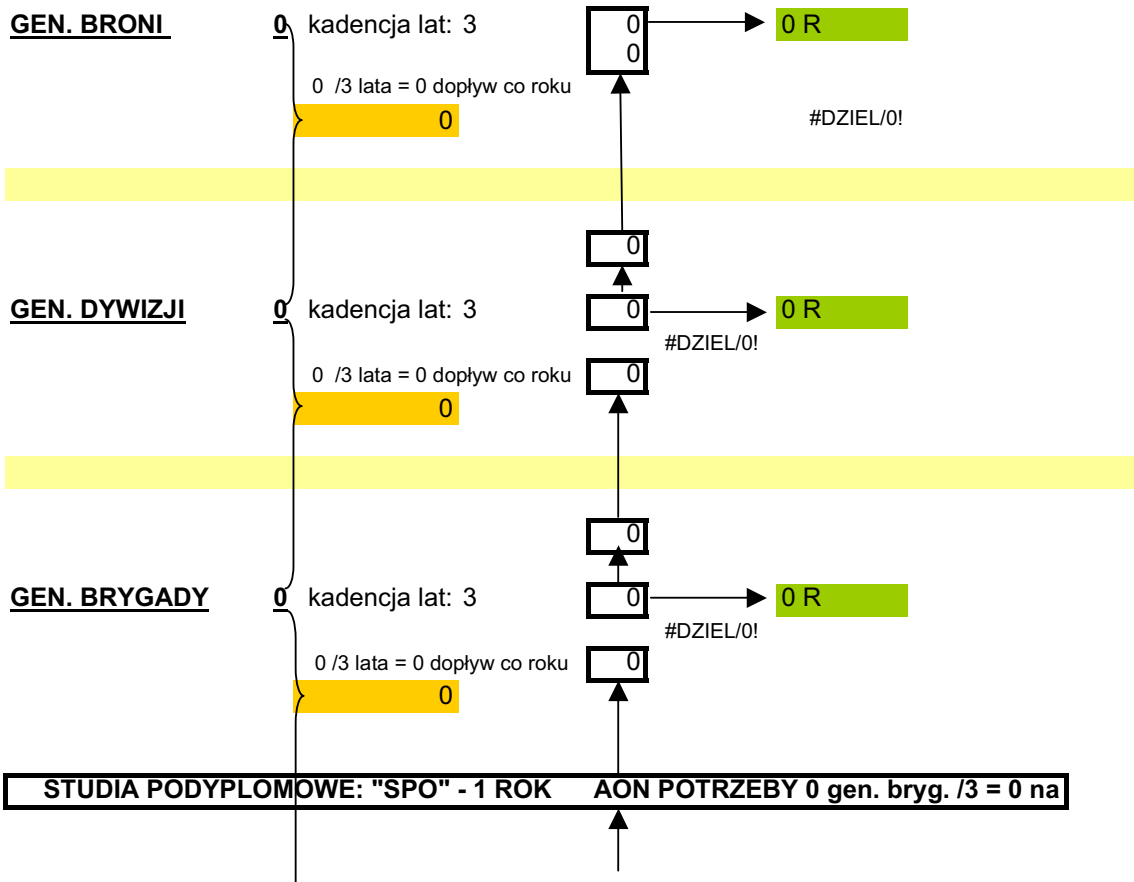 GEN. BRONI 0 kadencja lat: 3 0 0 R
0
0 /3 lata = 0 dopływ co roku
0 #DZIEL/0!
0
GEN. DYWIZJI 0 kadencja lat: 3 0 0 R
#DZIEL/0!
0 /3 lata = 0 dopływ co roku 0
0
0
GEN. BRYGADY 0 kadencja lat: 3 0 0 R
#DZIEL/0!
0 /3 lata = 0 dopływ co roku 0
0
STUDIA PODYPLOMOWE: "SPO" - 1 ROK AON POTRZEBY 0 gen. bryg. /3 = 0 na